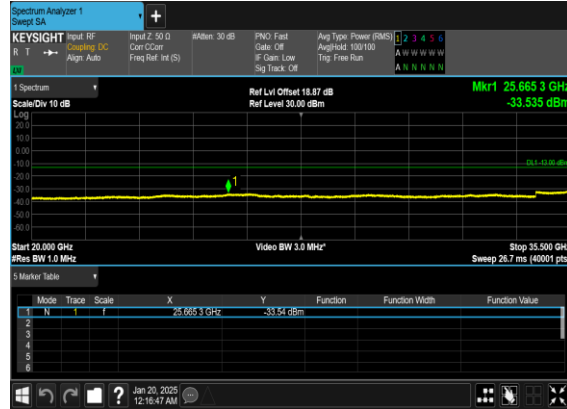 Spectrum Analyzer 1
Swept SA
+
KEYSIGHT Input: RF Input Z: 50 Ω #Atten: 30 dB PNO: Fast Avg Type: Power (RMS) 1 2 3 4 5 6
R T Coupling: DC Corr CCorr Gate: Off Avg|Hold: 100/100 A W W W W W
Align: Auto Freq Ref: Int (S) IF Gain: Low Trig: Free Run
Sig Track: Off A N N N N N
1 Spectrum Ref Lvl Offset 18.87 dB Mkr1 25.665 3 GHz
Scale/Div 10 dB Ref Level 30.00 dBm -33.535 dBm
Log
20.0
10.0
0.00
-10.0 DL1 -13.00 dBm
-20.0
-30.0 1
-40.0
-50.0
-60.0
Start 20.000 GHz Video BW 3.0 MHz* Stop 35.500 GHz
#Res BW 1.0 MHz Sweep 26.7 ms (40001 pts)
5 Marker Table
Mode Trace Scale X Y Function Function Width Function Value
1 N 1 f 25.665 3 GHz -33.54 dBm
2
3
4
5
6
? Jan 20, 2025
12:16:47 AM